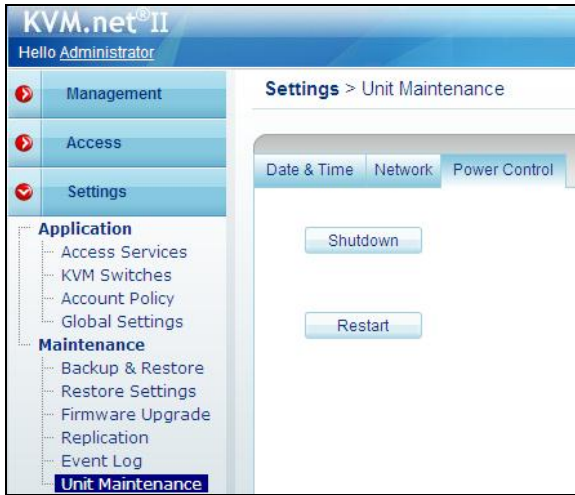 KVM.net®II
Hello Administrator
Management
Access
Settings
Application
Access Services
KVM Switches
Account Policy
Global Settings
Maintenance
Backup & Restore
Restore Settings
Firmware Upgrade
Replication
Event Log
Unit Maintenance
Settings > Unit Maintenance
Date & Time Network Power Control
Shutdown
Restart